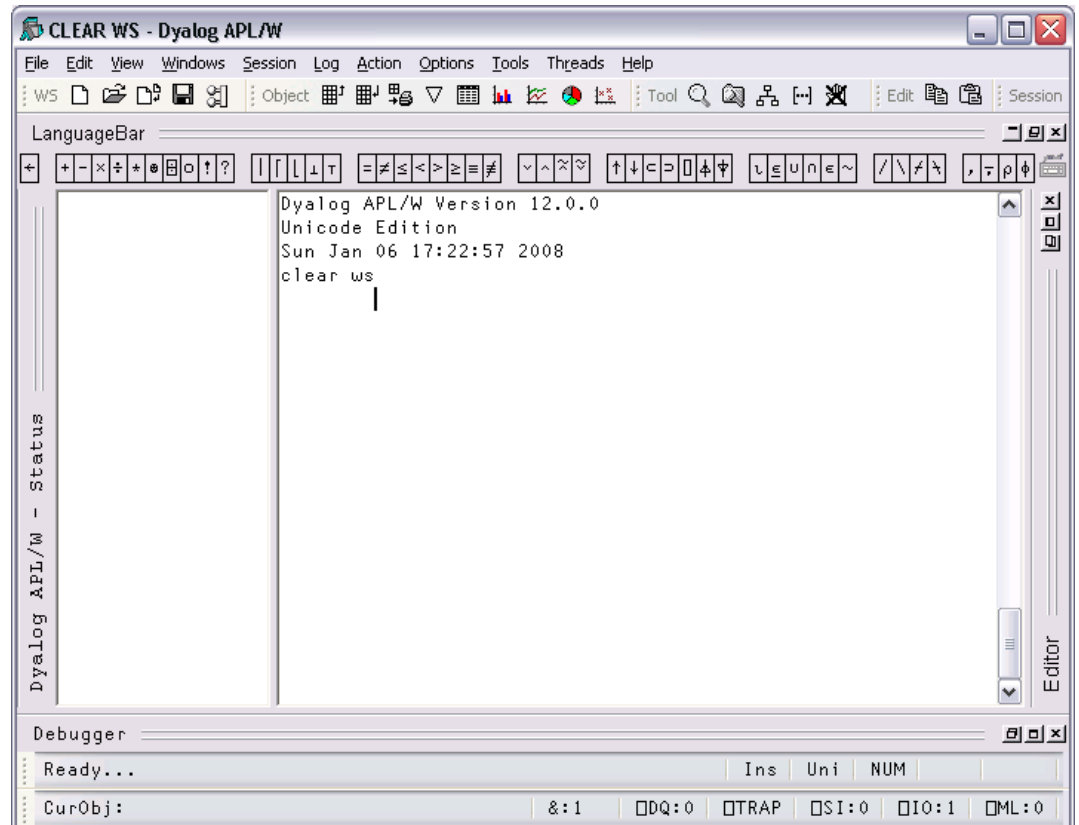 CLEAR WS - Dyalog APL/W
File Edit View Windows Session Log Action Options Tools Threads Help
WS Object Tool Edit Session
LanguageBar
← + - × ÷ * ⍟ ⌹ ○ ! ? | ⌈ ⌊ ⊥ ⊤ = ≠ ≤ < > ≥ ≡ ≢ ∨ ∧ ⍲ ⍱ ↑ ↓ ⊂ ⊃ ⌷ ⍋ ⍒ ⍳ ⍷ ∪ ∩ ∊ ~ / \ ⌿ ⍀ , ⍪ ⍴ ⌽
Dyalog APL/W Version 12.0.0
Unicode Edition
Sun Jan 06 17:22:57 2008
clear ws
Dyalog APL/W - Status
Editor
Debugger
Ready... Ins Uni NUM
CurObj: &:1 ⎕DQ:0 ⎕TRAP ⎕SI:0 ⎕IO:1 ⎕ML:0